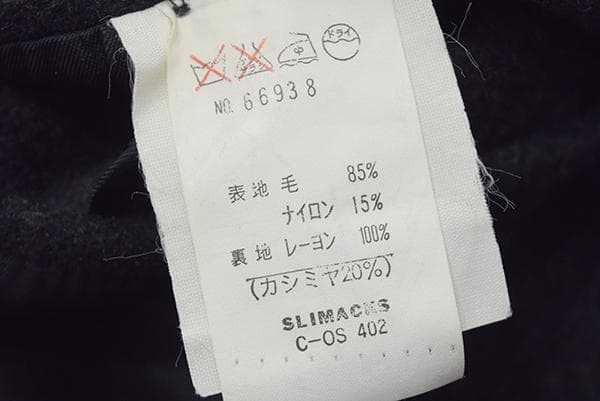 中 ドライ
NO. 66938
表地 毛 85%
ナイロン 15%
裏地 レーヨン 100%
(カシミヤ20%)
SLIMACKS
C-OS 402